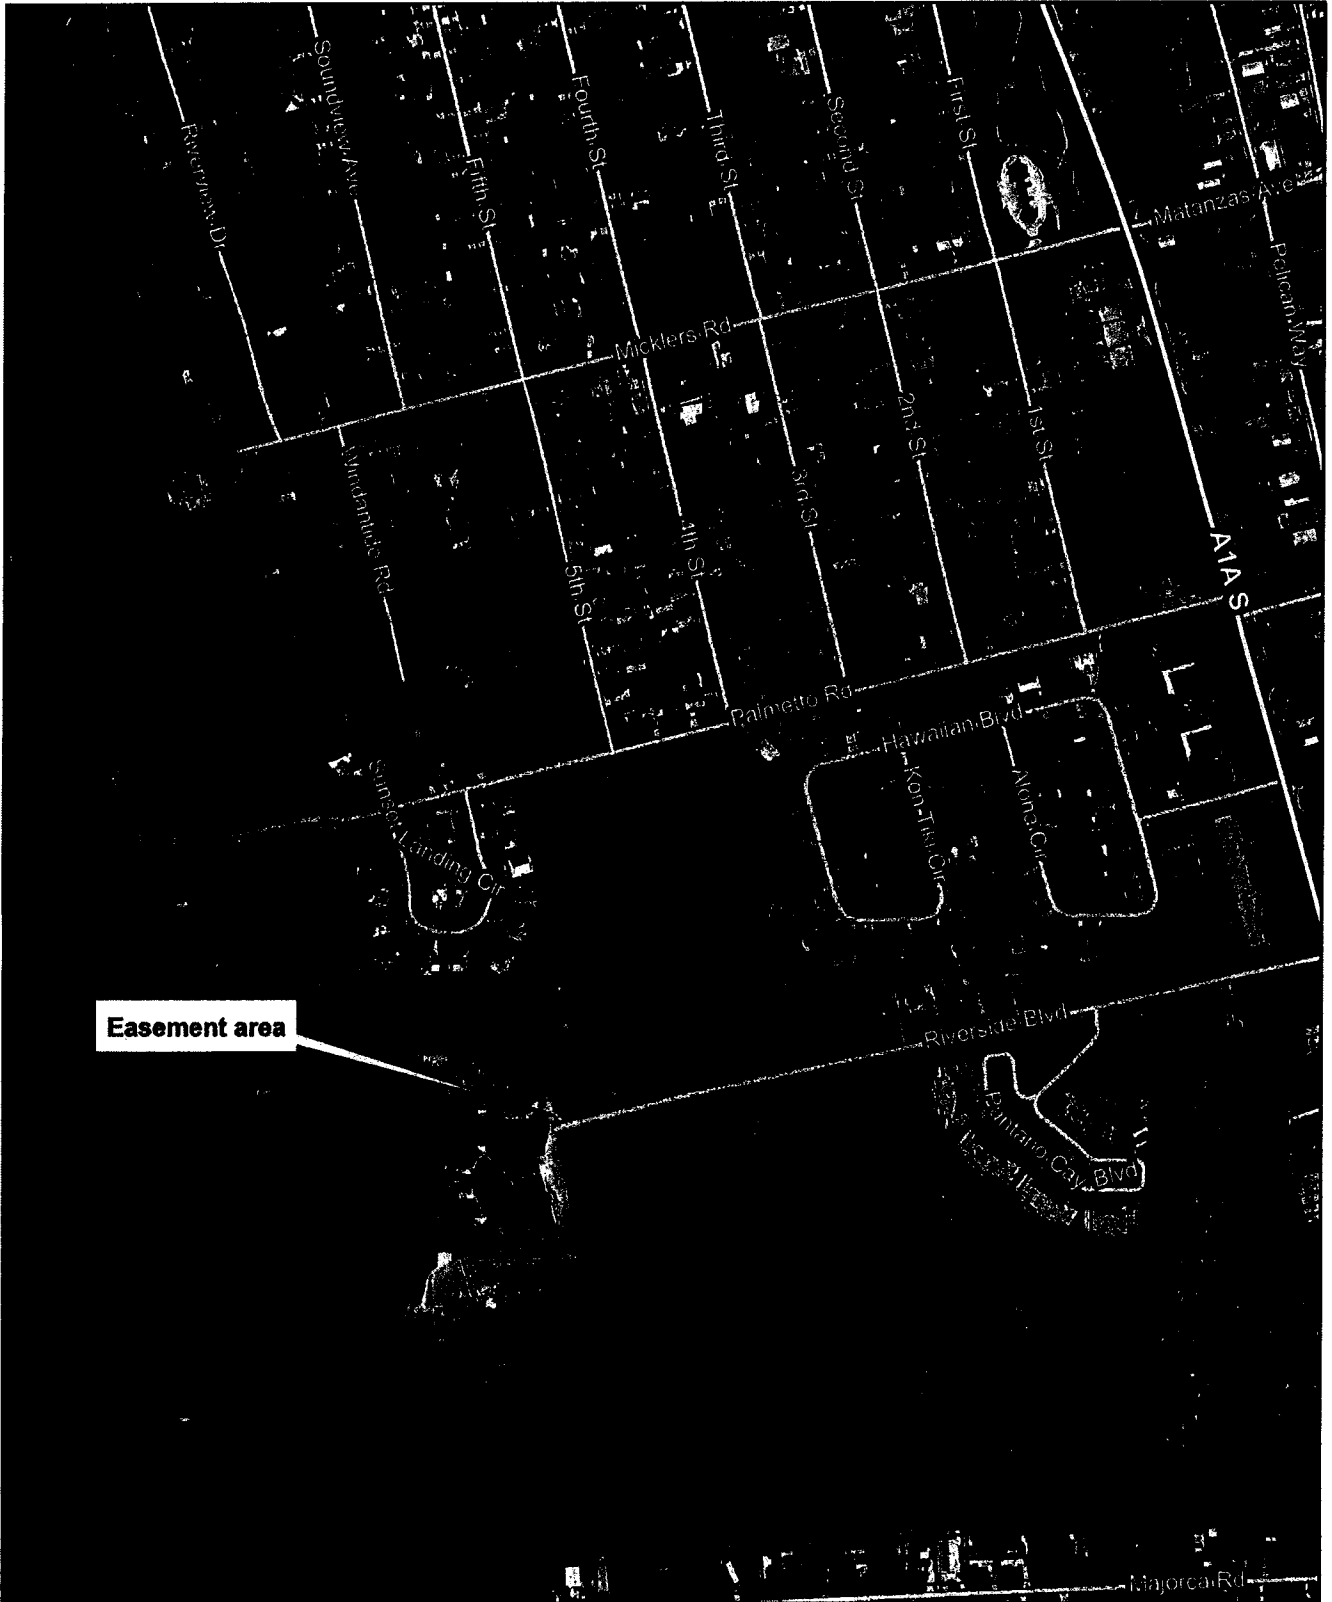 Riverview Dr
Soundview Ave
Fifth St
Fourth St
Third St
Second St
First St
Matanzas Ave
Pelican Way
Micklers Rd
Windantide Rd
5th St
4th St
3rd St
2nd St
1st St
A1A S
Palmetto Rd
Hawaiian Blvd
Kon-Tiki Cir
Aloha Cir
Sunset Landing Cir
Easement area
Riverside Blvd
Pantano Cay Blvd
Majorca Rd